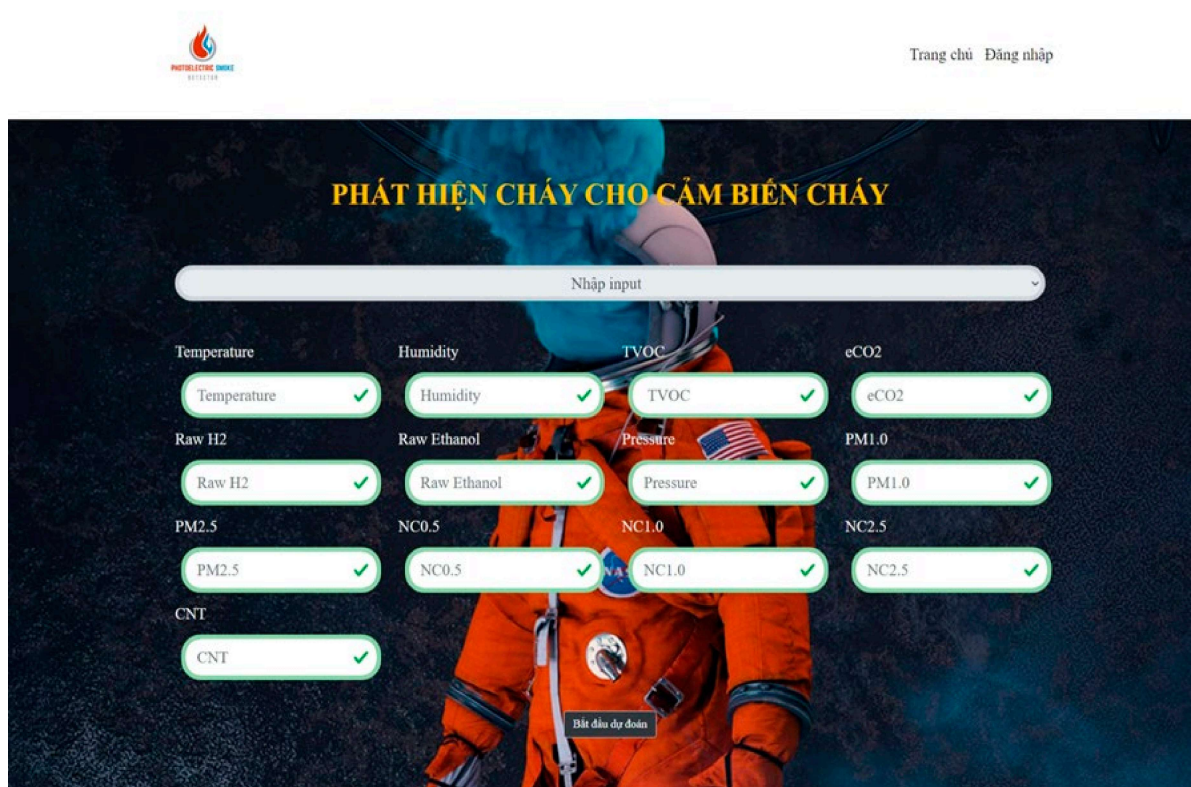 PHOTOELECTRIC SMOKE
DETECTOR
Trang chủ Đăng nhập
PHÁT HIỆN CHÁY CHO CẢM BIẾN CHÁY
Nhập input
Temperature Humidity TVOC eCO2
Temperature Humidity TVOC eCO2
Raw H2 Raw Ethanol Pressure PM1.0
Raw H2 Raw Ethanol Pressure PM1.0
PM2.5 NC0.5 NC1.0 NC2.5
PM2.5 NC0.5 NC1.0 NC2.5
CNT
CNT
Bắt đầu dự đoán